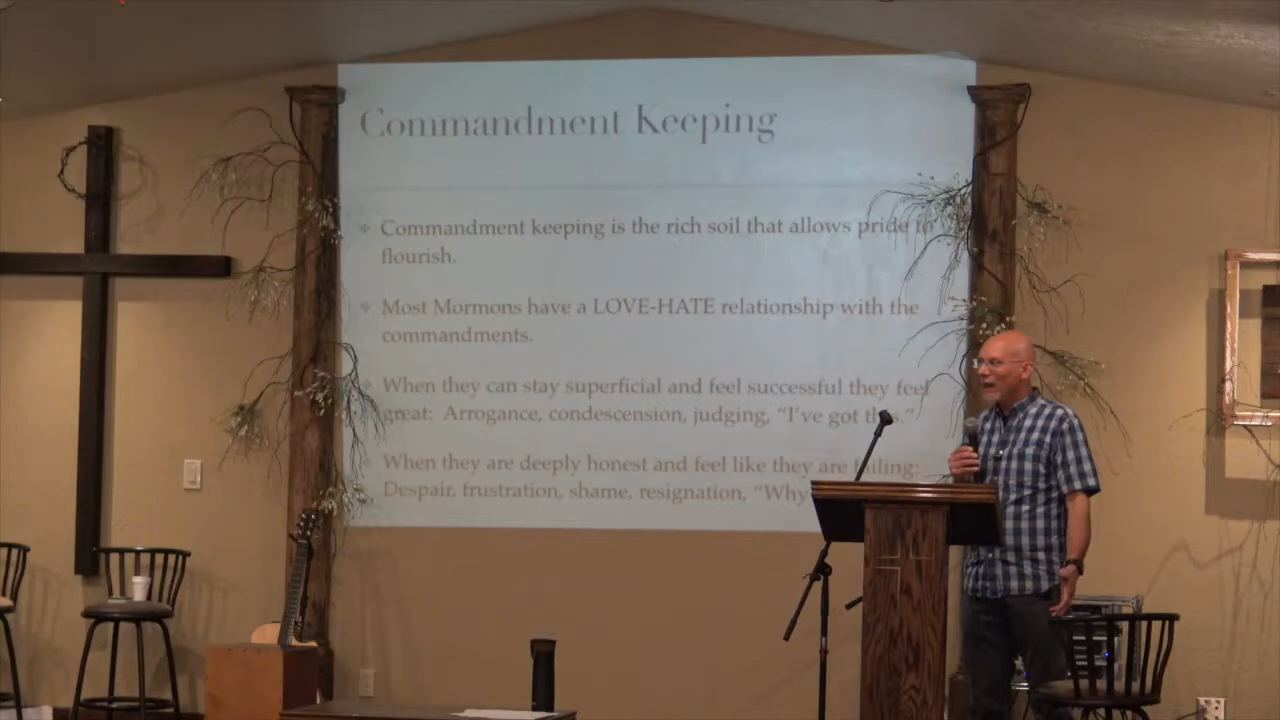 Commandment Keeping
Commandment keeping is the rich soil that allows pride to
flourish.
Most Mormons have a LOVE-HATE relationship with the
commandments.
When they can stay superficial and feel successful they feel
great: Arrogance, condescension, judging, "I've got this."
When they are deeply honest and feel like they are failing:
Despair, frustration, shame, resignation, "Why